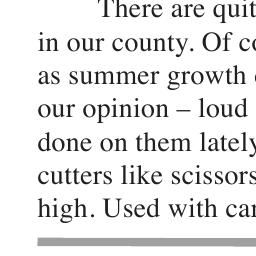 There are quit
in our county. Of co
as summer growth
our opinion – loud
done on them lately
cutters like scissors
high. Used with car